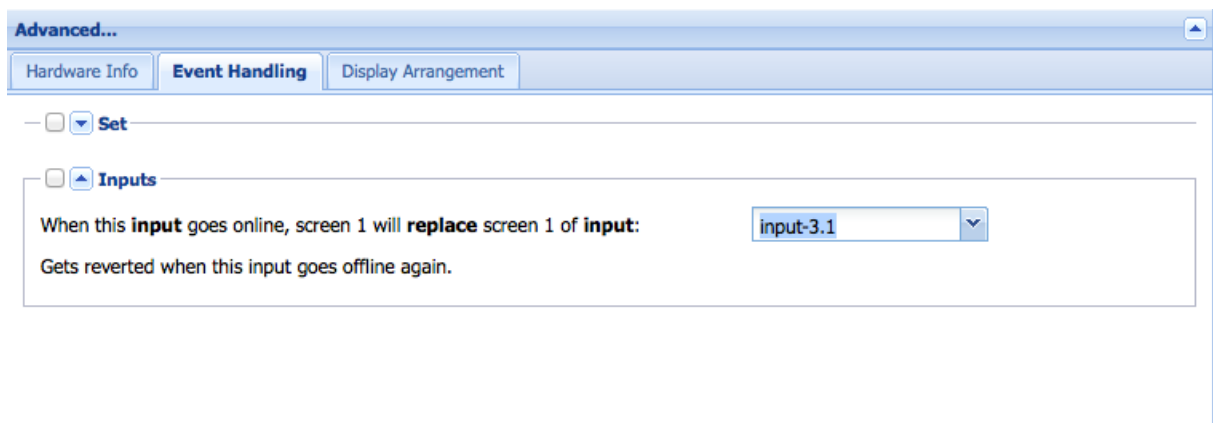 Advanced...
Hardware Info Event Handling Display Arrangement
Set
Inputs
When this input goes online, screen 1 will replace screen 1 of input: input-3.1
Gets reverted when this input goes offline again.